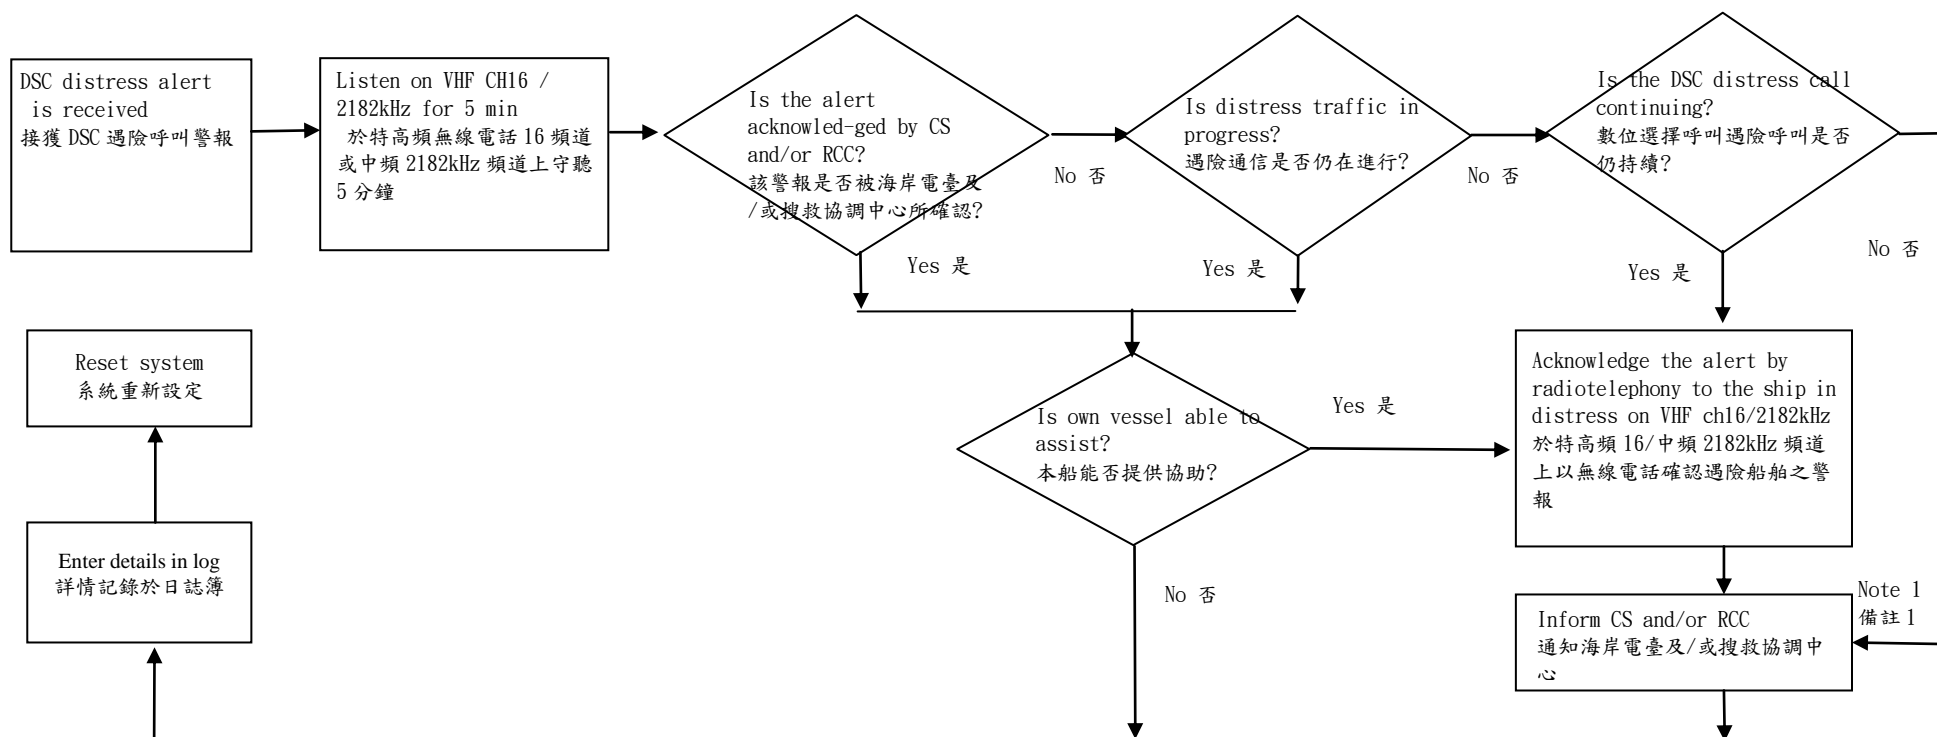 DSC distress alert
is received
接獲 DSC 遇險呼叫警報
Listen on VHF CH16 /
2182kHz for 5 min
於特高頻無線電話 16 頻道
或中頻 2182kHz 頻道上守聽
5 分鐘
Is the alert
acknowled-ged by CS
and/or RCC?
該警報是否被海岸電臺及
/或搜救協調中心所確認?
No 否
Yes 是
Is distress traffic in
progress?
遇險通信是否仍在進行?
No 否
Yes 是
Is the DSC distress call
continuing?
數位選擇呼叫遇險呼叫是否
仍持續?
No 否
Yes 是
Reset system
系統重新設定
Is own vessel able to
assist?
本船能否提供協助?
Yes 是
No 否
Acknowledge the alert by
radiotelephony to the ship in
distress on VHF ch16/2182kHz
於特高頻 16/中頻 2182kHz 頻道
上以無線電話確認遇險船舶之警
報
Enter details in log
詳情記錄於日誌簿
Note 1
備註 1
Inform CS and/or RCC
通知海岸電臺及/或搜救協調中
心